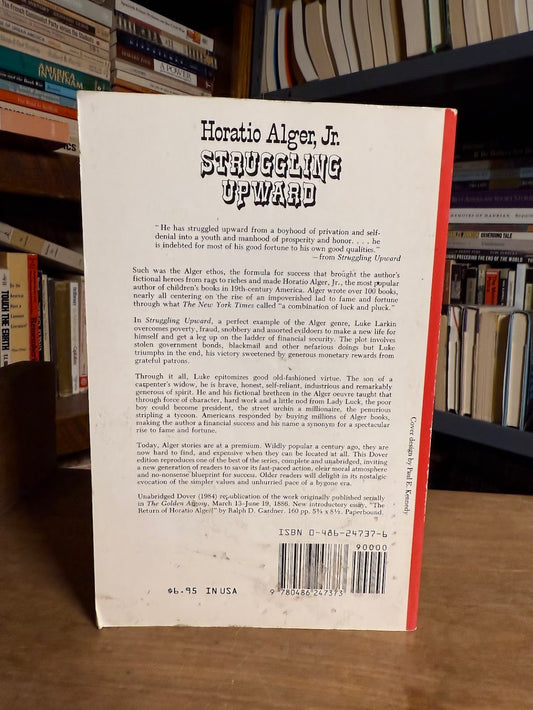 AMERICA
IN VIETNAM
A POWER
TOUCH THE EARTH
Horatio Alger, Jr.
STRUGGLING
UPWARD
"He has struggled upward from a boyhood of privation and self-
denial into a youth and manhood of prosperity and honor. . . . he
is indebted for most of his good fortune to his own good qualities."
—from Struggling Upward
Such was the Alger ethos, the formula for success that brought the author's
fictional heroes from rags to riches and made Horatio Alger, Jr., the most popular
author of children's books in 19th-century America. Alger wrote over 100 books,
nearly all centering on the rise of an impoverished lad to fame and fortune
through what The New York Times called "a combination of luck and pluck."
In Struggling Upward, a perfect example of the Alger genre, Luke Larkin
overcomes poverty, fraud, snobbery and assorted evildoers to make a new life for
himself and get a leg up on the ladder of financial security. The plot involves
stolen government bonds, blackmail and other nefarious doings but Luke
triumphs in the end, his victory sweetened by generous monetary rewards from
grateful patrons.
Through it all, Luke epitomizes good old-fashioned virtue. The son of a
carpenter's widow, he is brave, honest, self-reliant, industrious and remarkably
generous of spirit. He and his fictional brethren in the Alger oeuvre taught that
through force of character, hard work and a little nod from Lady Luck, the poor
boy could become president, the street urchin a millionaire, the penurious
stripling a tycoon. Americans responded by buying millions of Alger books,
making the author a financial success and his name a synonym for a spectacular
rise to fame and fortune.
Today, Alger stories are at a premium. Wildly popular a century ago, they are
now hard to find, and expensive when they can be located at all. This Dover
edition reproduces one of the best of the series, complete and unabridged, inviting
a new generation of readers to savor its fast-paced action, clear moral atmosphere
and no-nonsense blueprint for success. Older readers will delight in its nostalgic
evocation of the simpler values and unhurried pace of a bygone era.
Unabridged Dover (1984) republication of the work originally published serially
in The Golden Argosy, March 13–June 19, 1886. New introductory essay, "The
Return of Horatio Alger!" by Ralph D. Gardner. 160 pp. 5⅜ x 8½. Paperbound.
Cover design by Paul E. Kennedy
ISBN 0-486-24737-6
90000
9 780486 247373
$6.95 IN USA